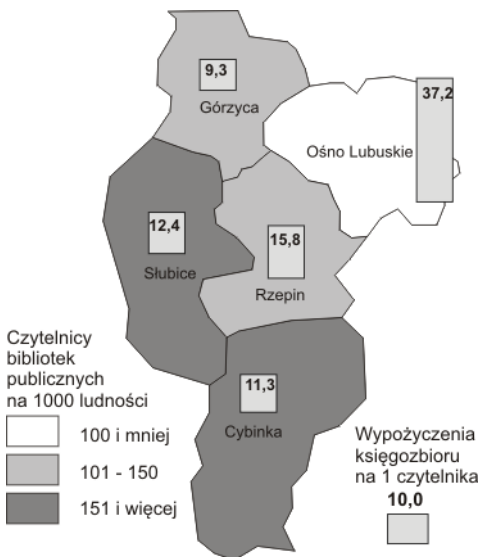 9,3
Górzyca
37,2
Ośno Lubuskie
12,4
Słubice
15,8
Rzepin
11,3
Cybinka
Czytelnicy
bibliotek
publicznych
na 1000 ludności
100 i mniej
101 - 150
151 i więcej
Wypożyczenia
księgozbioru
na 1 czytelnika
10,0